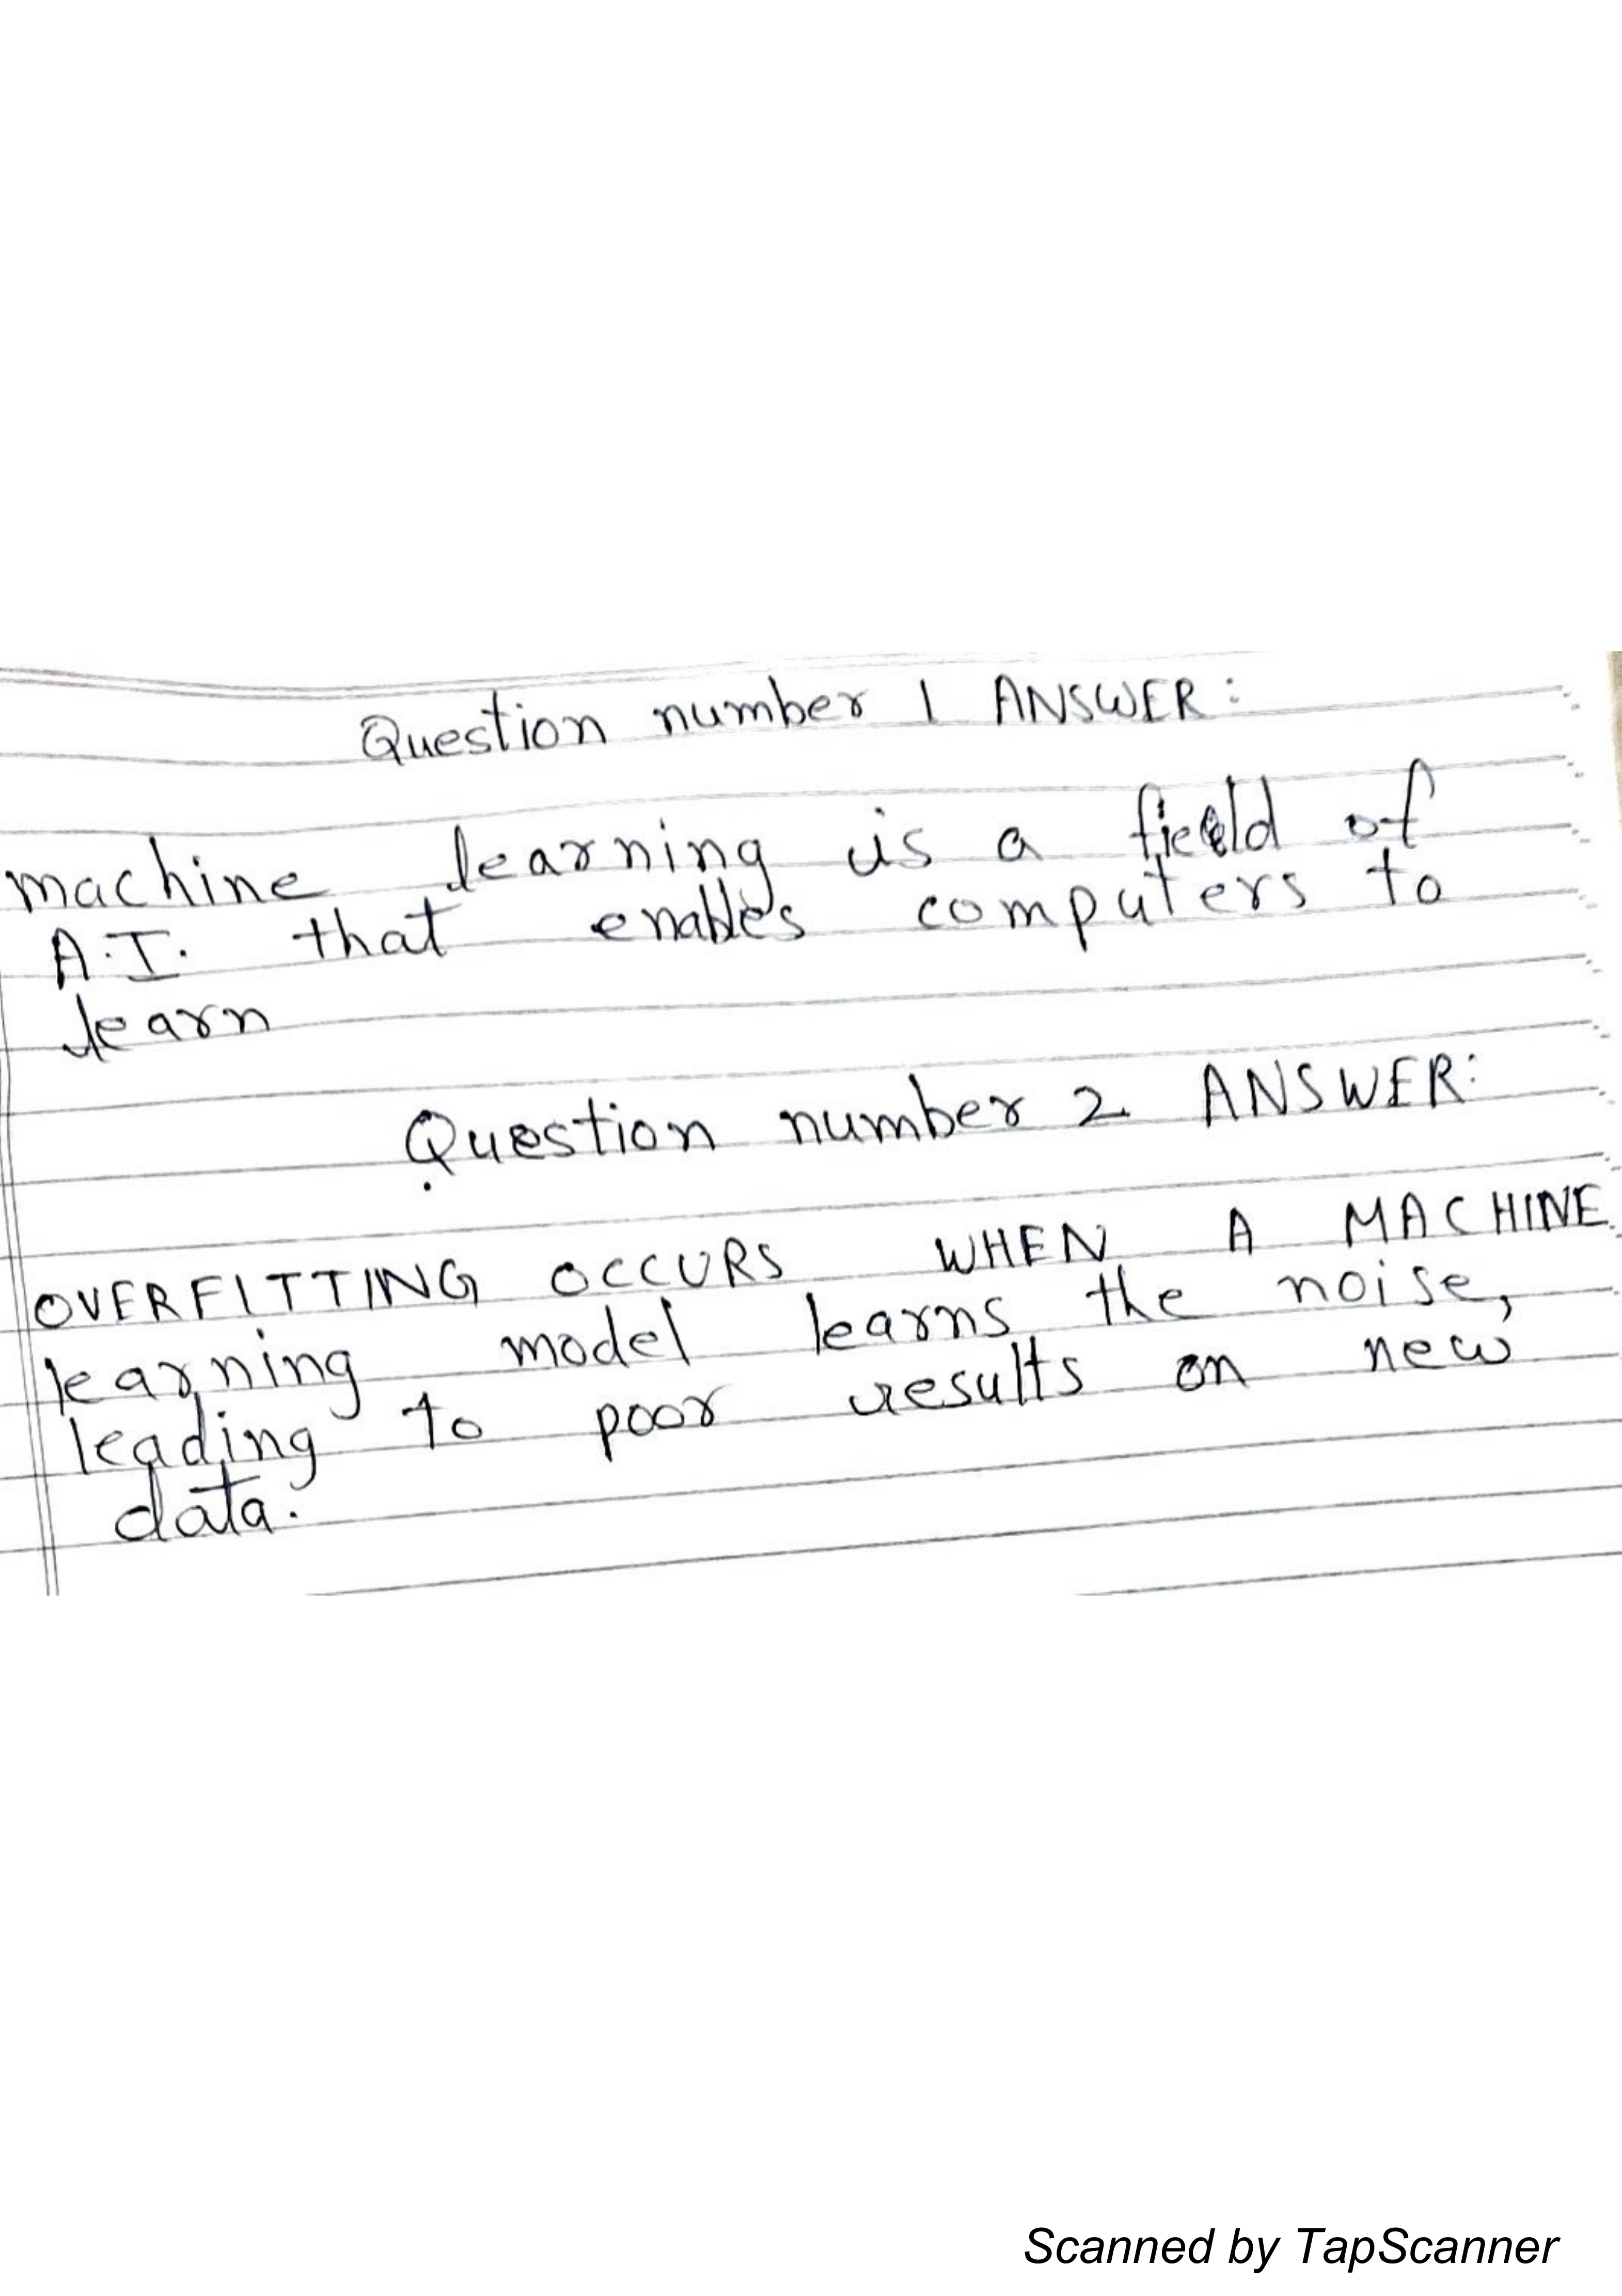 Question number 1 ANSWER:
machine learning is a field of
A.I. that enables computers to
learn
Question number 2 ANSWER:
OVERFITTING OCCURS WHEN A MACHINE
learning model learns the noise,
leading to poor results on new
data.
Scanned by TapScanner